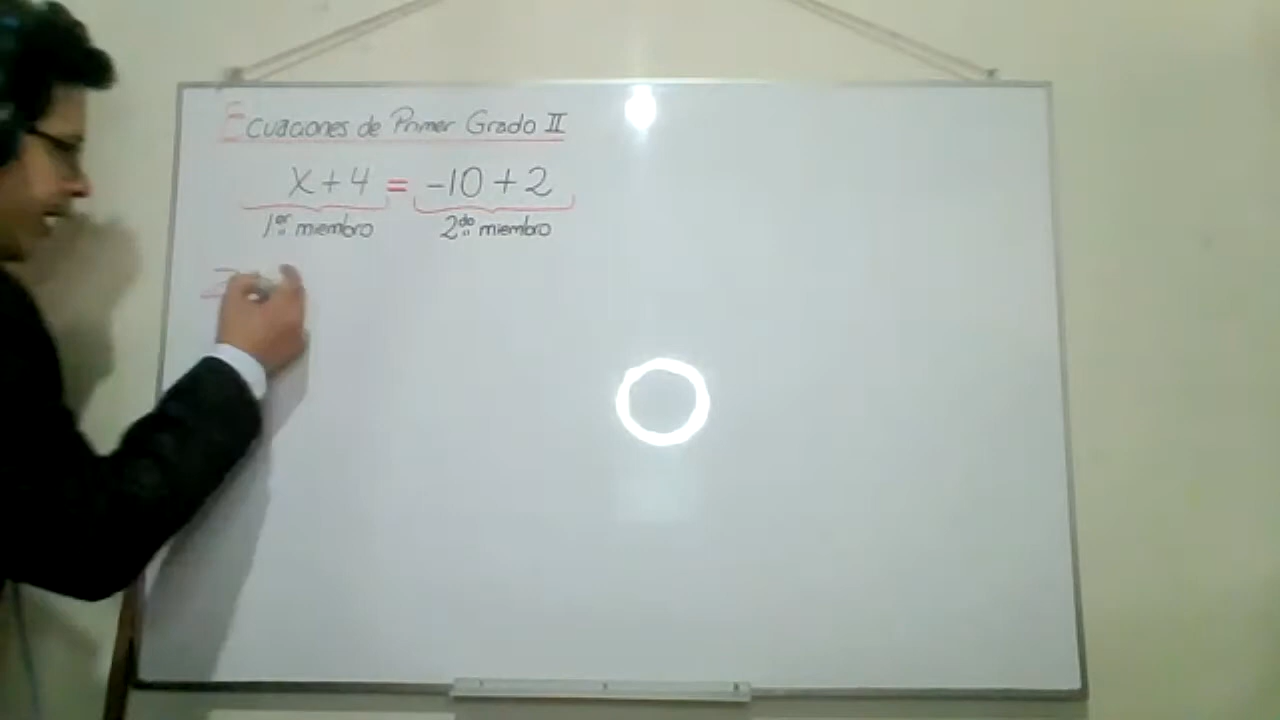 Ecuaciones de Primer Grado II
x + 4 = -10 + 2
1er miembro 2do miembro